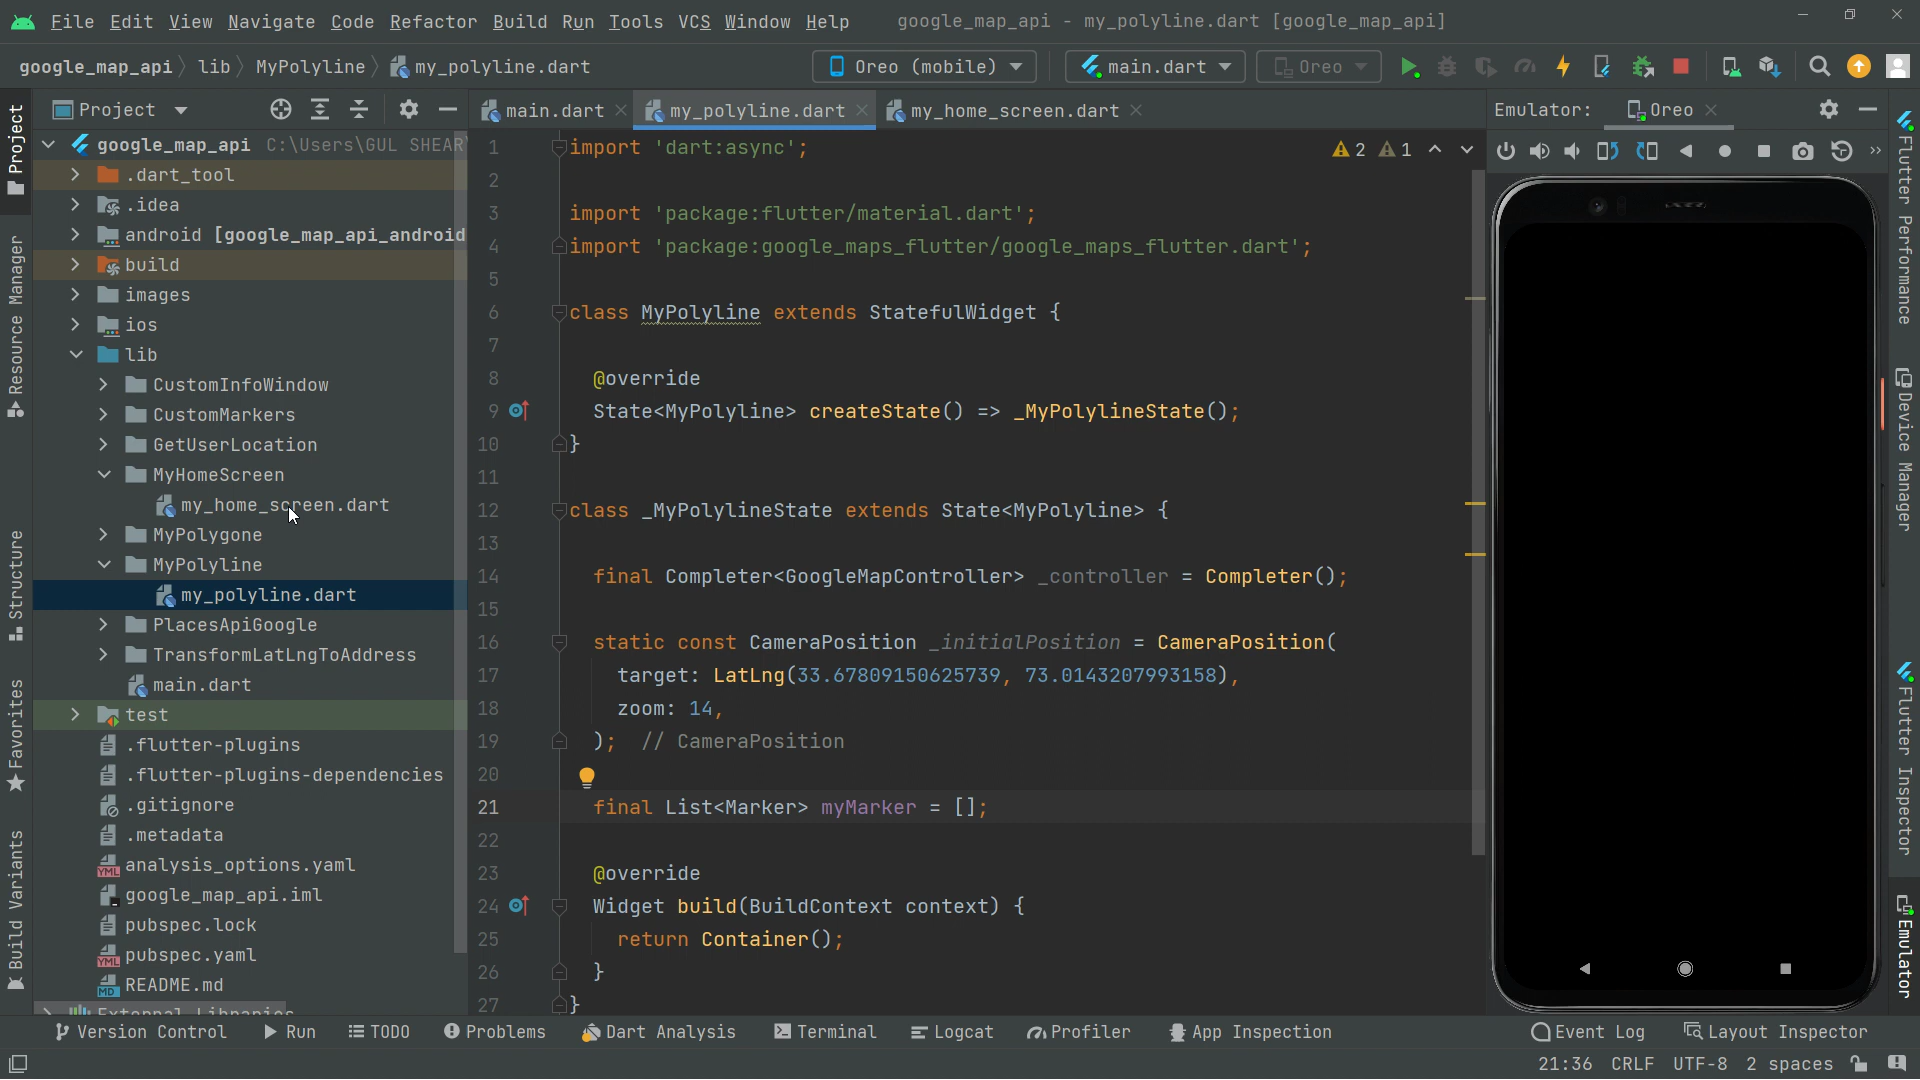 File Edit View Navigate Code Refactor Build Run Tools VCS Window Help google_map_api - my_polyline.dart [google_map_api]
google_map_api lib MyPolyline my_polyline.dart Oreo (mobile) main.dart Oreo
Project
main.dart my_polyline.dart my_home_screen.dart
Emulator: Oreo
google_map_api C:\Users\GUL SHEAR
.dart_tool
.idea
android [google_map_api_android
build
images
ios
lib
CustomInfoWindow
CustomMarkers
GetUserLocation
MyHomeScreen
my_home_screen.dart
MyPolygone
MyPolyline
my_polyline.dart
PlacesApiGoogle
TransformLatLngToAddress
main.dart
test
.flutter-plugins
.flutter-plugins-dependencies
.gitignore
.metadata
analysis_options.yaml
google_map_api.iml
pubspec.lock
pubspec.yaml
README.md
External Libraries
1 import 'dart:async';
2
3 import 'package:flutter/material.dart';
4 import 'package:google_maps_flutter/google_maps_flutter.dart';
5
6 class MyPolyline extends StatefulWidget {
7
8 @override
9 State<MyPolyline> createState() => _MyPolylineState();
10 }
11
12 class _MyPolylineState extends State<MyPolyline> {
13
14 final Completer<GoogleMapController> _controller = Completer();
15
16 static const CameraPosition _initialPosition = CameraPosition(
17 target: LatLng(33.67809150625739, 73.0143207993158),
18 zoom: 14,
19 ); // CameraPosition
20
21 final List<Marker> myMarker = [];
22
23 @override
24 Widget build(BuildContext context) {
25 return Container();
26 }
27 }
2 1
Project
Resource Manager
Structure
Favorites
Build Variants
Flutter Performance
Device Manager
Flutter Inspector
Emulator
YML
YML
MD
Version Control Run TODO Problems Dart Analysis Terminal Logcat Profiler App Inspection Event Log Layout Inspector
21:36 CRLF UTF-8 2 spaces